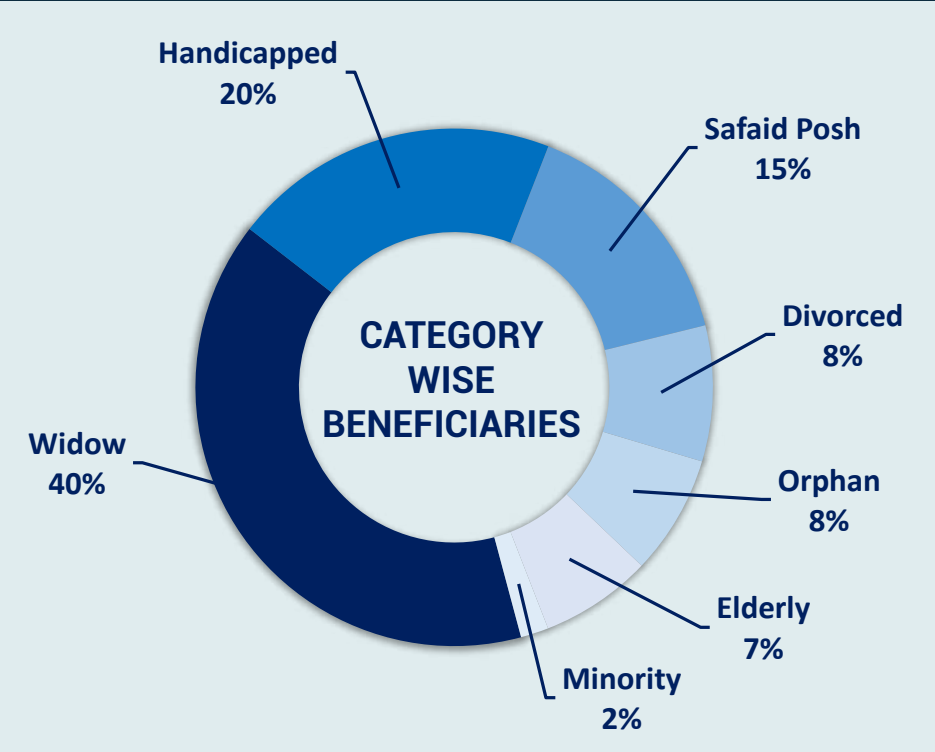 Handicapped
20%
Safaid Posh
15%
Divorced
8%
CATEGORY
WISE
BENEFICIARIES
Widow
40%
Orphan
8%
Elderly
7%
Minority
2%